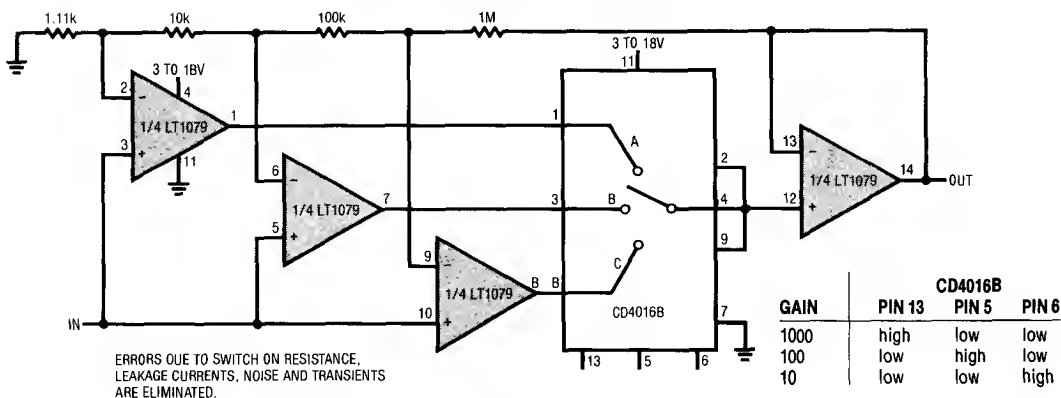 1.11k
10k
100k
1M
3 TO 1BV
4
2
−
1
3
+
1/4 LT1079
11
6
−
7
5
+
1/4 LT1079
9
−
B
10
+
1/4 LT1079
IN
3 TO 18V
11
1
A
3
B
B
C
CD4016B
2
4
9
7
13
5
6
13
−
14
12
+
1/4 LT1079
OUT
ERRORS OUE TO SWITCH ON RESISTANCE,
LEAKAGE CURRENTS, NOISE AND TRANSIENTS
ARE ELIMINATED.
CD4016B
GAIN PIN 13 PIN 5 PIN 6
1000 high low low
100 low high low
10 low low high